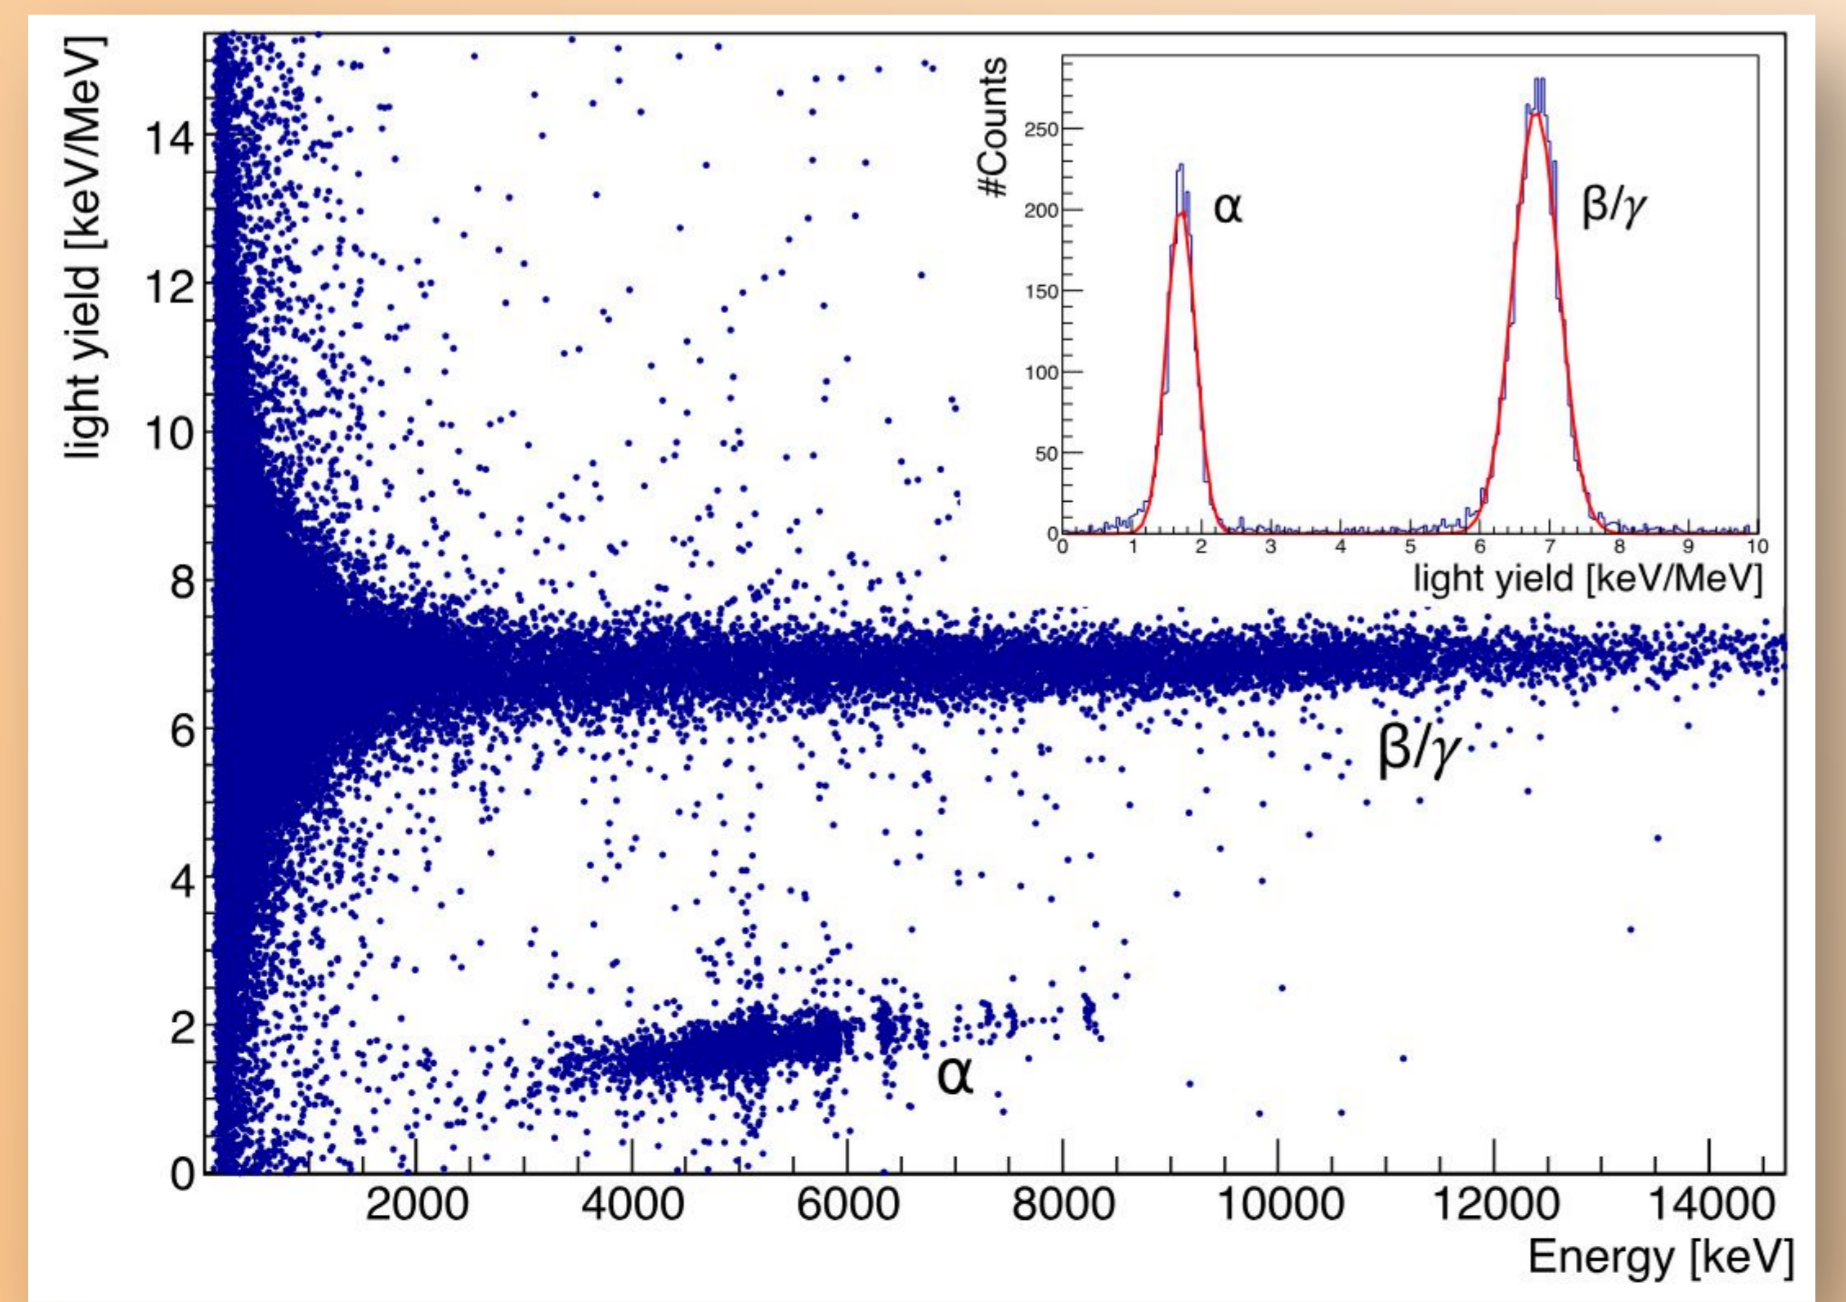 light yield [keV/MeV]
14
12
10
8
6
4
2
0
2000 4000 6000 8000 10000 12000 14000
Energy [keV]
β/γ
α
#Counts
250
200
150
100
50
0
0 1 2 3 4 5 6 7 8 9 10
light yield [keV/MeV]
α
β/γ